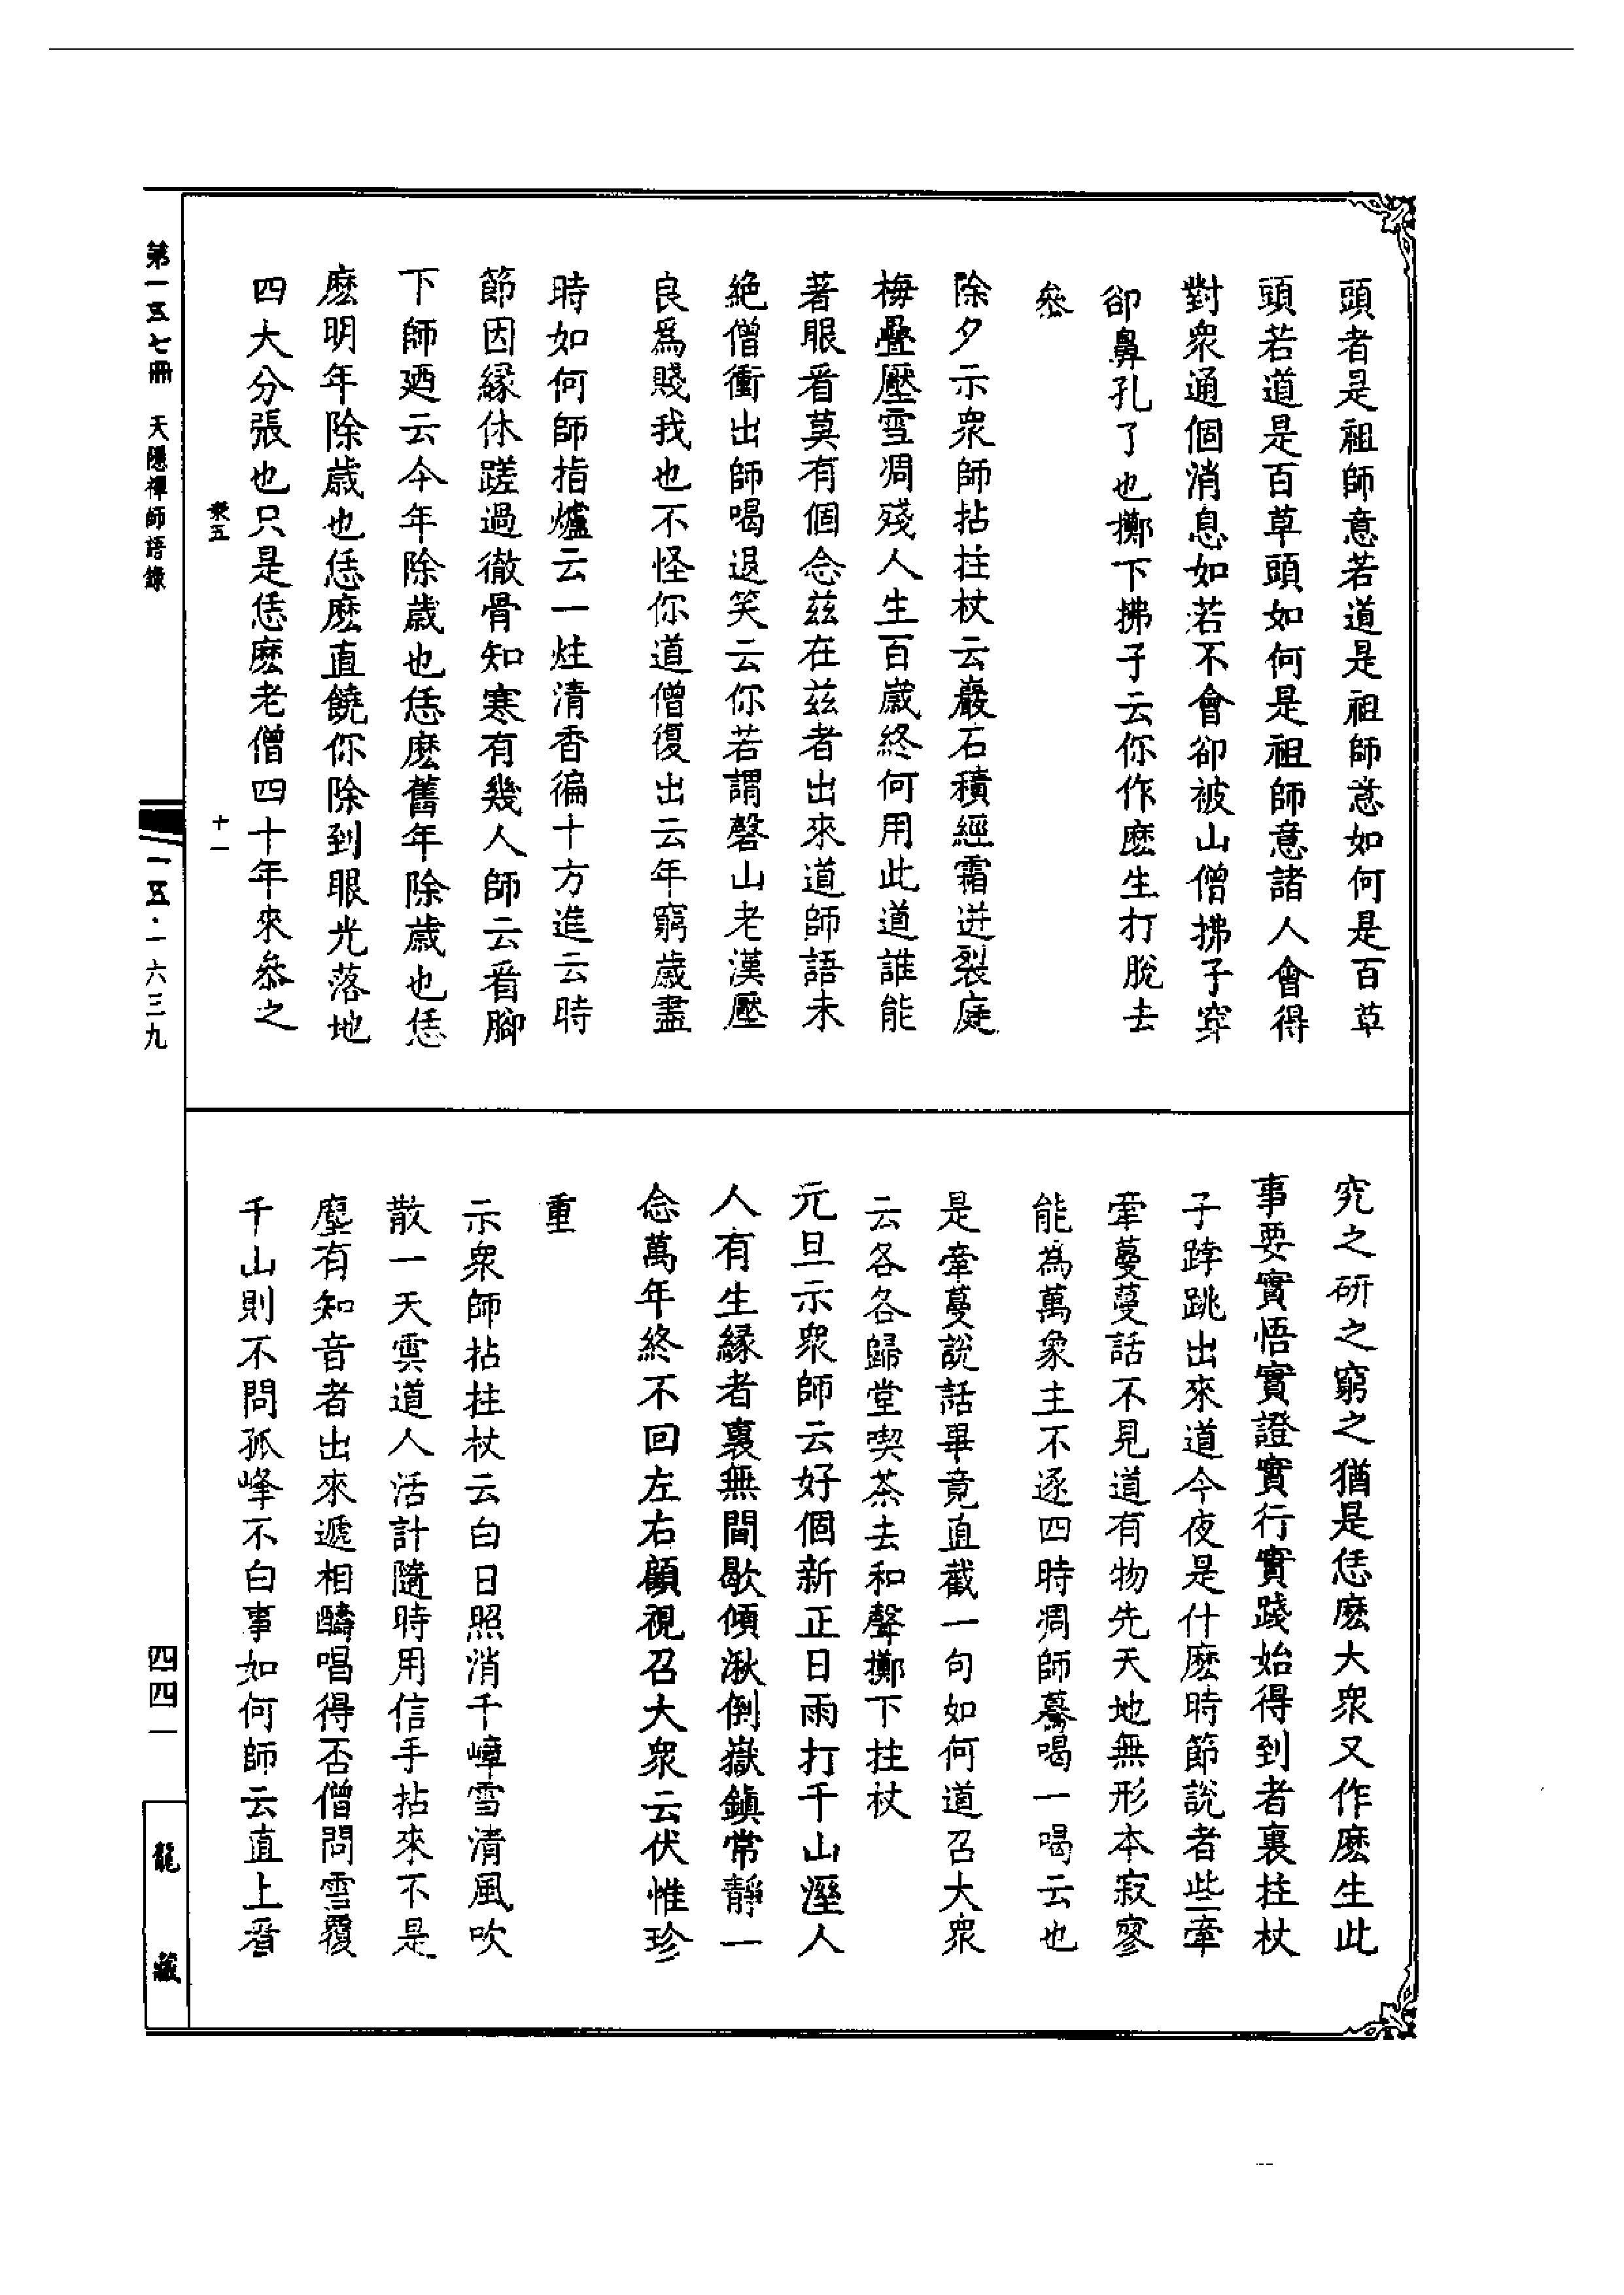 頭者是祖師意若道是祖師意如何是百草
頭若道是百草頭如何是祖師意諸人會得
對衆通個消息如若不會卻被山僧拂子穿
卻鼻孔了也擲下拂子云你作麽生打脫去
叅
除夕示衆師拈拄杖云巖石積經霜迸裂庭
梅疊壓雪凋殘人生百歲終何用此道誰能
著眼看莫有個念茲在茲者出來道師語未
絶僧衝出師喝退笑云你若謂磬山老漢壓
良爲賤我也不怪你道僧復出云年窮歲盡
時如何師指爐云一炷清香徧十方進云時
節因緣休蹉過徹骨知寒有幾人師云看腳
下師廼云今年除歲也恁麽舊年除歲也恁
麽明年除歲也恁麽直饒你除到眼光落地
四大分張也只是恁麽老僧四十年來叅之
究之研之窮之猶是恁麽大衆又作麽生此
事要實悟實證實行實踐始得到者裏拄杖
子踍跳出來道今夜是什麽時節說者些牽
牽蔓蔓話不見道有物先天地無形本寂寥
能為萬象主不逐四時凋師驀喝一喝云也
是牽蔓說話畢竟直截一句如何道召大衆
云各各歸堂喫茶去和聲擲下拄杖
元旦示衆師云好個新正日雨打千山溼人
人有生緣者裏無間歇傾湫倒嶽鎮常靜一
念萬年終不回左右顧視召大衆云伏惟珍
重
示衆師拈拄杖云白日照消千嶂雪清風吹
散一天雲道人活計隨時用信手拈來不是
塵有知音者出來遞相疇唱得否僧問雪覆
千山則不問孤峰不白事如何師云直上看
衆五
十一
第一五七冊 天隱禪師語錄
一五·一六三九
四四一
龍藏